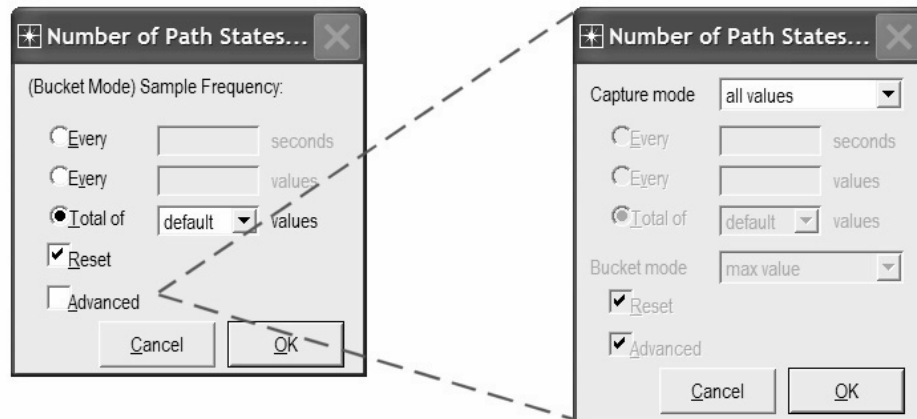 Number of Path States...
(Bucket Mode) Sample Frequency:
Every seconds
Every values
Total of default values
Reset
Advanced
Cancel OK
Number of Path States...
Capture mode all values
Every seconds
Every values
Total of default values
Bucket mode max value
Reset
Advanced
Cancel OK